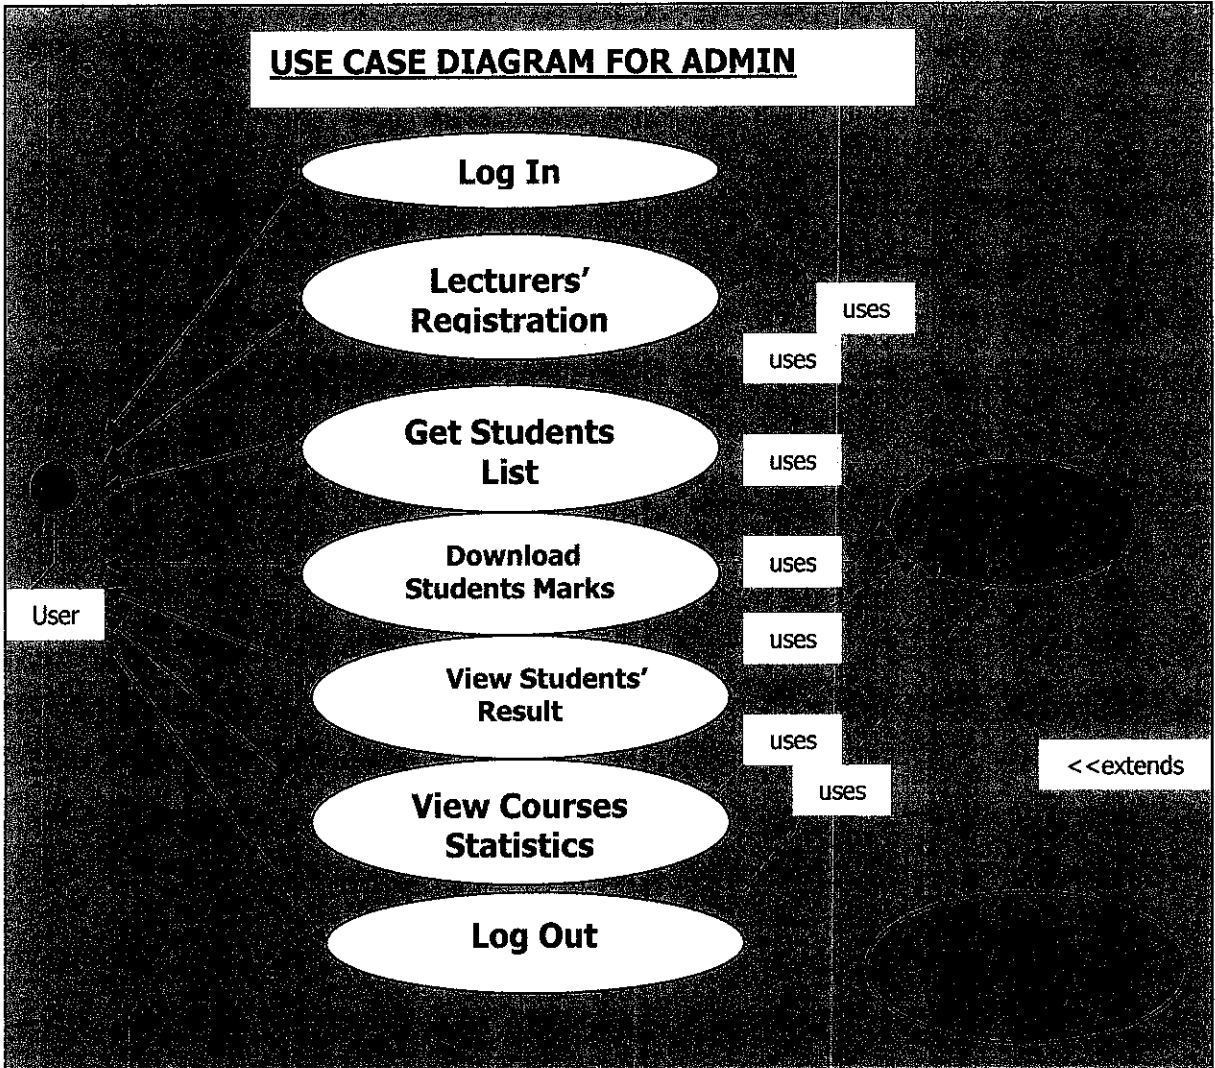 USE CASE DIAGRAM FOR ADMIN
Log In
Lecturers’
Registration
uses
uses
Get Students
List
uses
Download
Students Marks
uses
User
uses
View Students’
Result
uses
<<extends
uses
View Courses
Statistics
Log Out